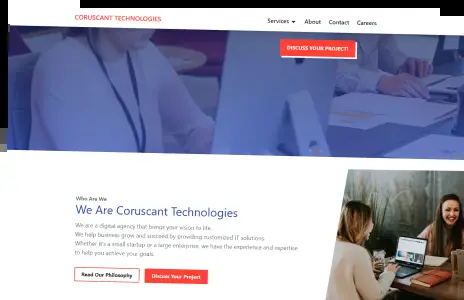 CORUSCANT TECHNOLOGIES
Services About Contact Careers
DISCUSS YOUR PROJECT!
Who Are We
We Are Coruscant Technologies
We are a digital agency that brings your vision to life.
We help business grow and succeed by providing customized IT solutions.
Whether it's a small startup or a large enterprise, we have the experience and expertise
to help you achieve your goals.
Read Our Philosophy Discuss Your Project